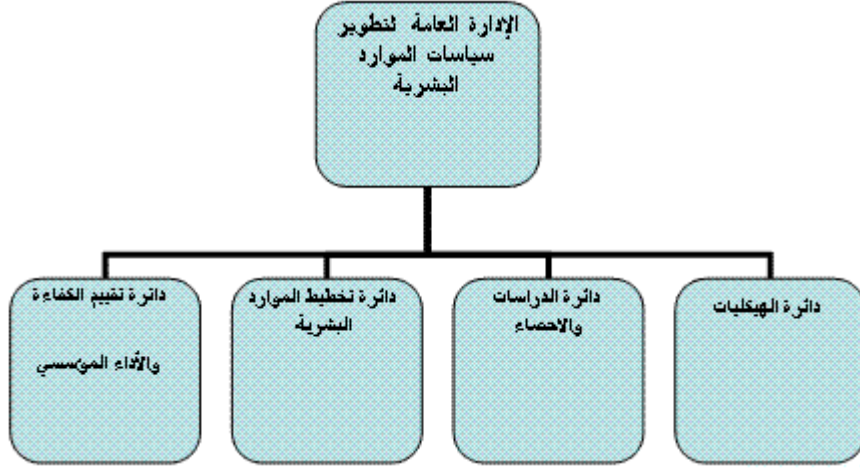 الإدارة العامة لتطوير
سياسات الموارد
البشرية
دائرة الهيكليات
دائرة الدراسات
والاحصاء
دائرة تخطيط الموارد
البشرية
دائرة تقييم الكفاءة
والأداء المؤسسي